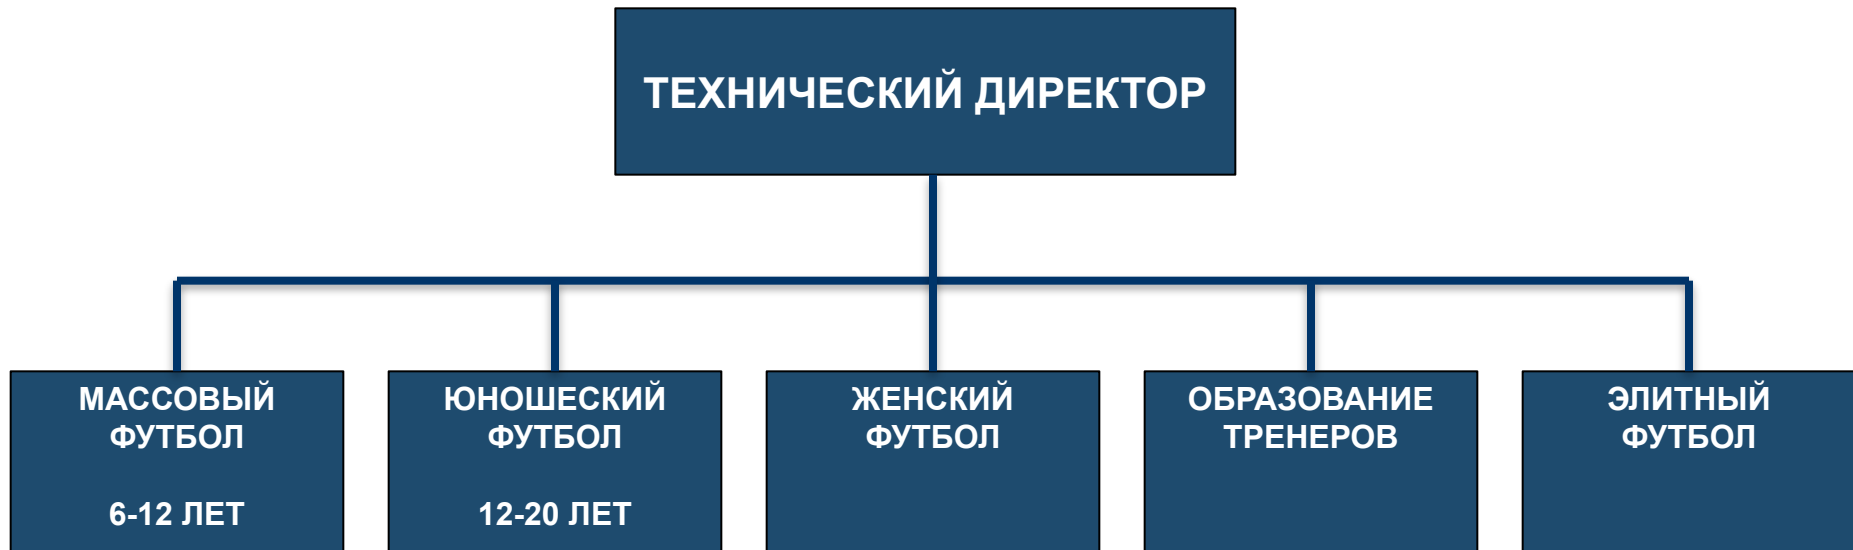 ТЕХНИЧЕСКИЙ ДИРЕКТОР
МАССОВЫЙ
ФУТБОЛ
6-12 ЛЕТ
ЮНОШЕСКИЙ
ФУТБОЛ
12-20 ЛЕТ
ЖЕНСКИЙ
ФУТБОЛ
ОБРАЗОВАНИЕ
ТРЕНЕРОВ
ЭЛИТНЫЙ
ФУТБОЛ